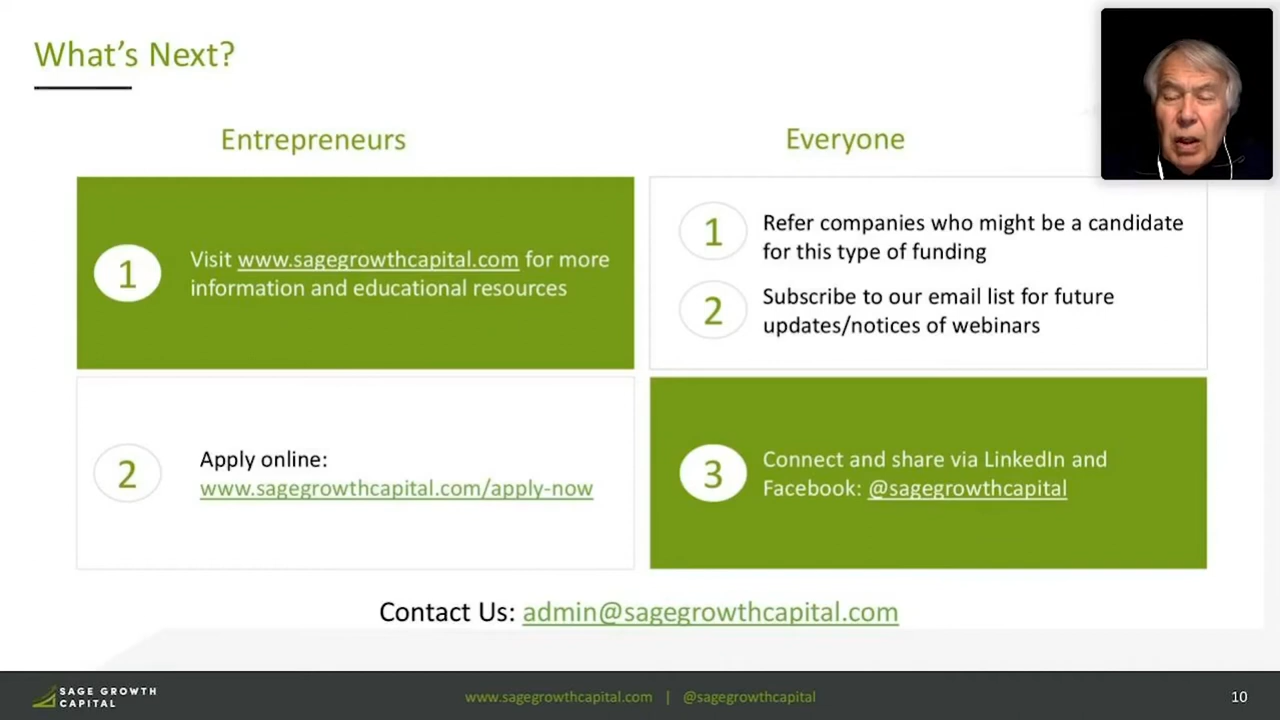 What's Next?
Entrepreneurs
1
Visit www.sagegrowthcapital.com for more
information and educational resources
2
Apply online:
www.sagegrowthcapital.com/apply-now
Everyone
1
Refer companies who might be a candidate
for this type of funding
2
Subscribe to our email list for future
updates/notices of webinars
3
Connect and share via LinkedIn and
Facebook: @sagegrowthcapital
Contact Us: admin@sagegrowthcapital.com
SAGE GROWTH
CAPITAL
www.sagegrowthcapital.com | @sagegrowthcapital
10